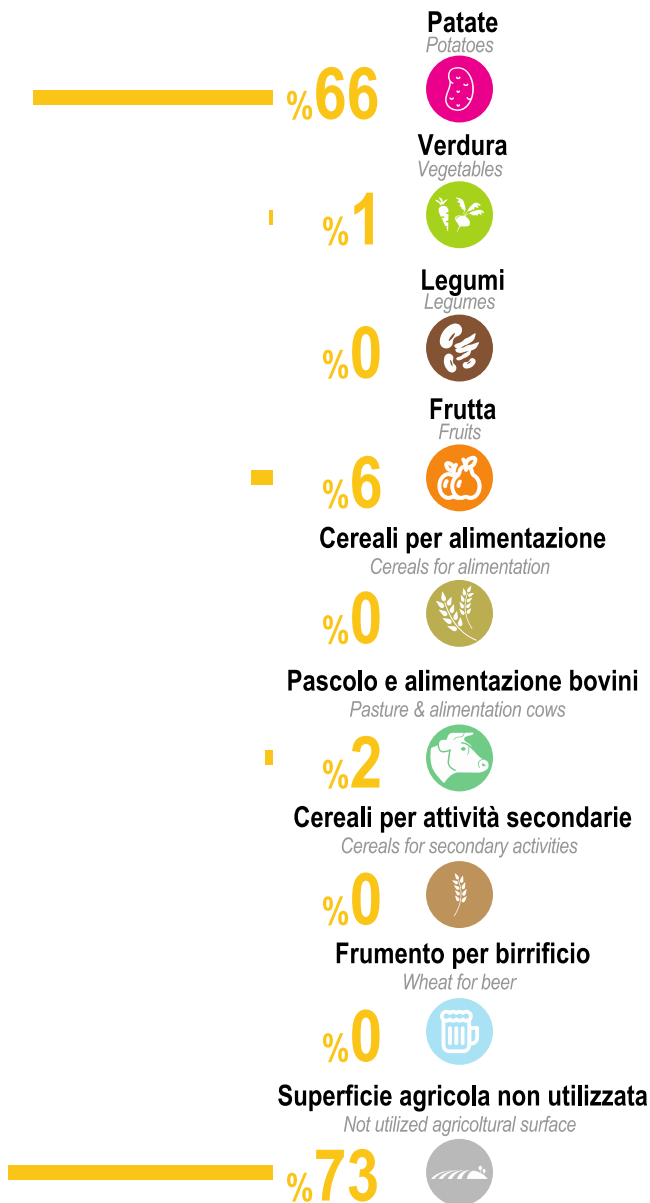 Patate
Potatoes
%66
Verdura
Vegetables
%1
Legumi
Legumes
%0
Frutta
Fruits
%6
Cereali per alimentazione
Cereals for alimentation
%0
Pascolo e alimentazione bovini
Pasture & alimentation cows
%2
Cereali per attività secondarie
Cereals for secondary activities
%0
Frumento per birrificio
Wheat for beer
%0
Superficie agricola non utilizzata
Not utilized agricoltural surface
%73